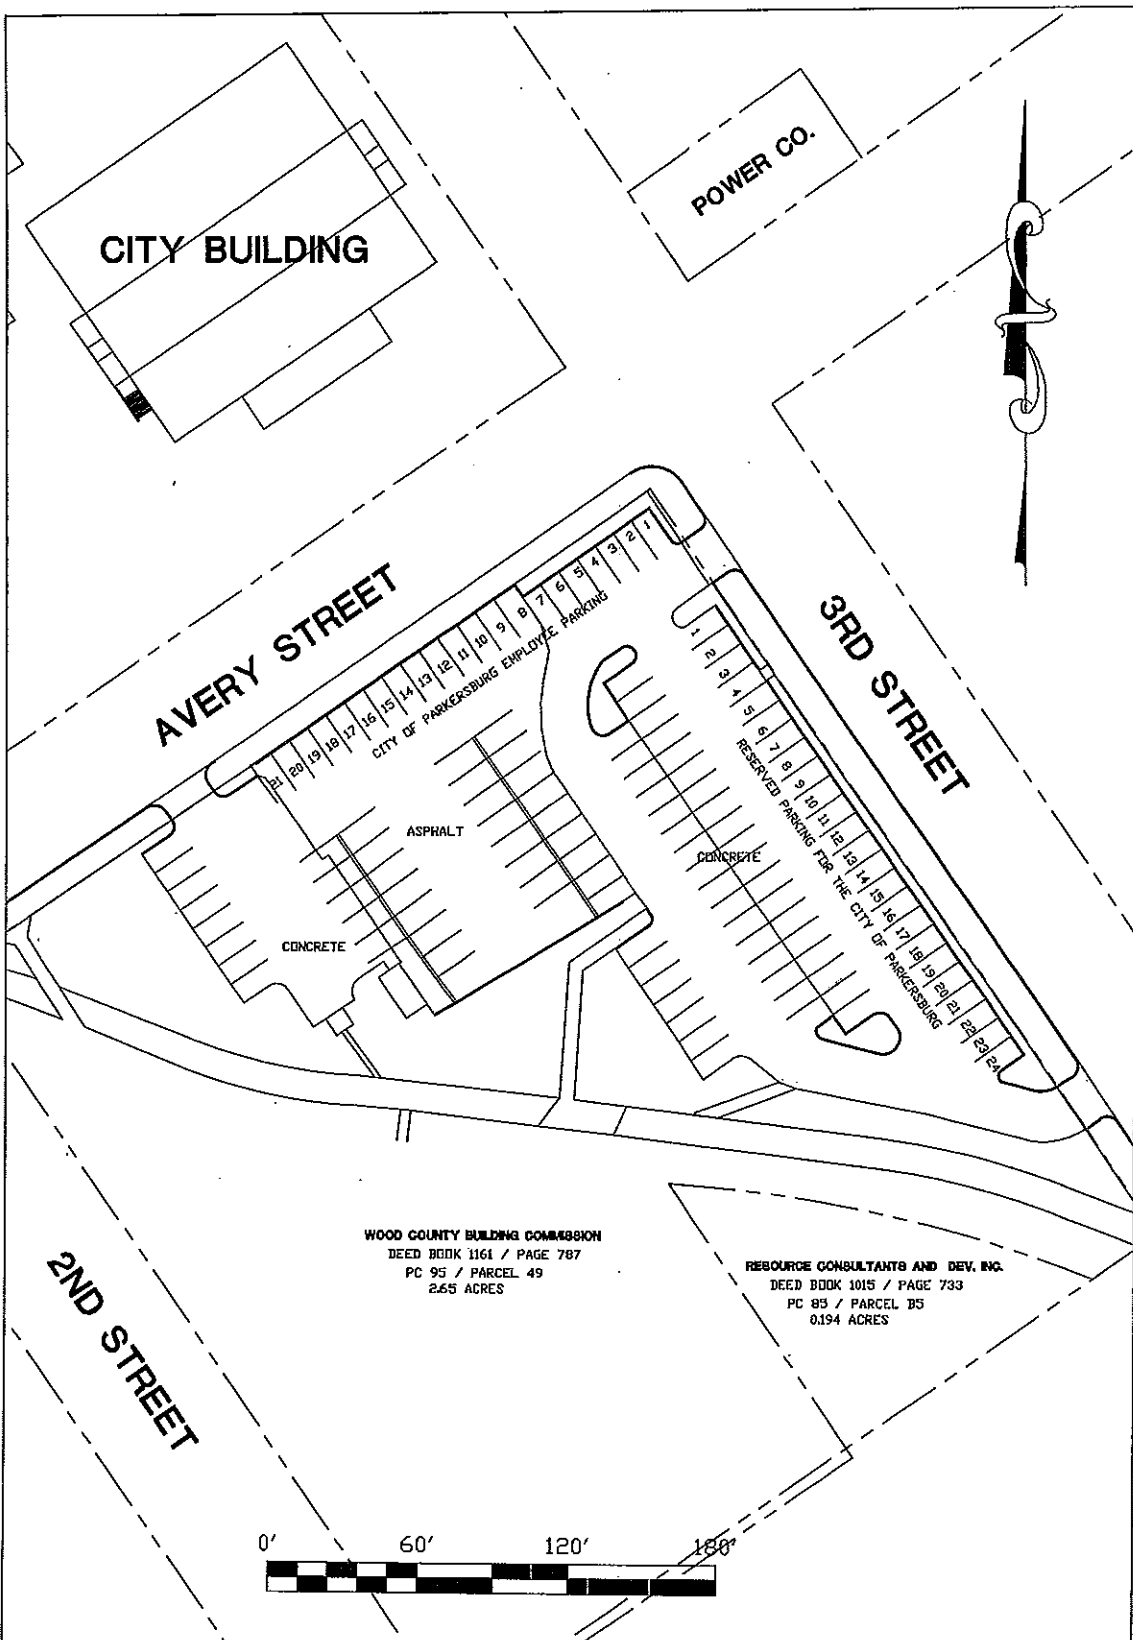 CITY BUILDING
POWER CO.
AVERY STREET
3RD STREET
1
2
3
4
5
6
7
8
9
10
11
12
13
14
15
16
17
18
19
20
21
CITY OF PARKERSBURG EMPLOYEE PARKING
1
2
3
4
5
6
7
8
9
10
11
12
13
14
15
16
17
18
19
20
21
22
23
24
RESERVED PARKING FOR THE CITY OF PARKERSBURG
ASPHALT
CONCRETE
CONCRETE
2ND STREET
WOOD COUNTY BUILDING COMMISSION
DEED BOOK 1161 / PAGE 787
PC 95 / PARCEL 49
2.65 ACRES
RESOURCE CONSULTANTS AND DEV, INC.
DEED BOOK 1015 / PAGE 733
PC 85 / PARCEL B5
0.194 ACRES
0' 60' 120' 180'